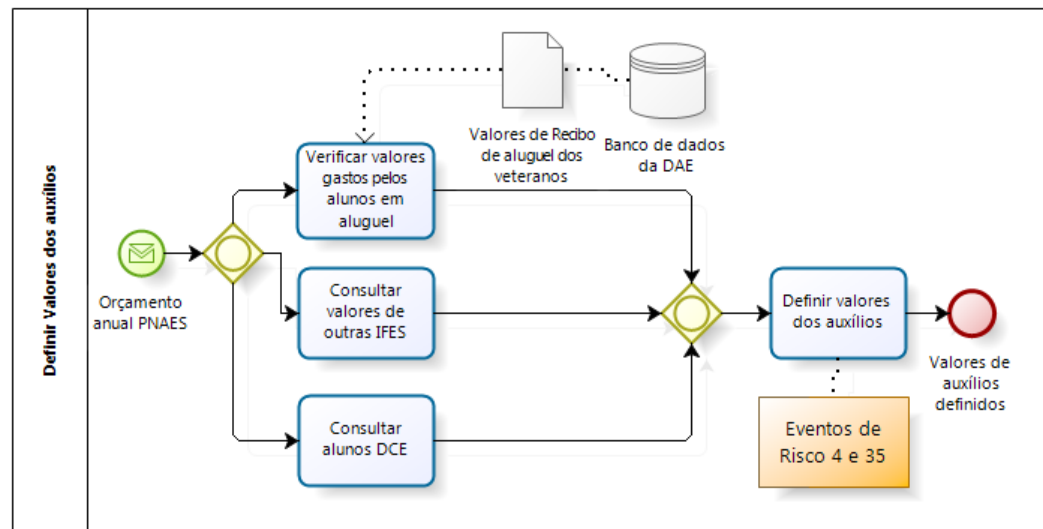 Definir Valores dos auxílios
Orçamento
anual PNAES
Verificar valores
gastos pelos
alunos em
aluguel
Valores de Recibo
de aluguel dos
veteranos
Banco de dados
da DAE
Consultar
valores de
outras IFES
Consultar
alunos DCE
Definir valores
dos auxílios
Valores de
auxílios
definidos
Eventos de
Risco 4 e 35